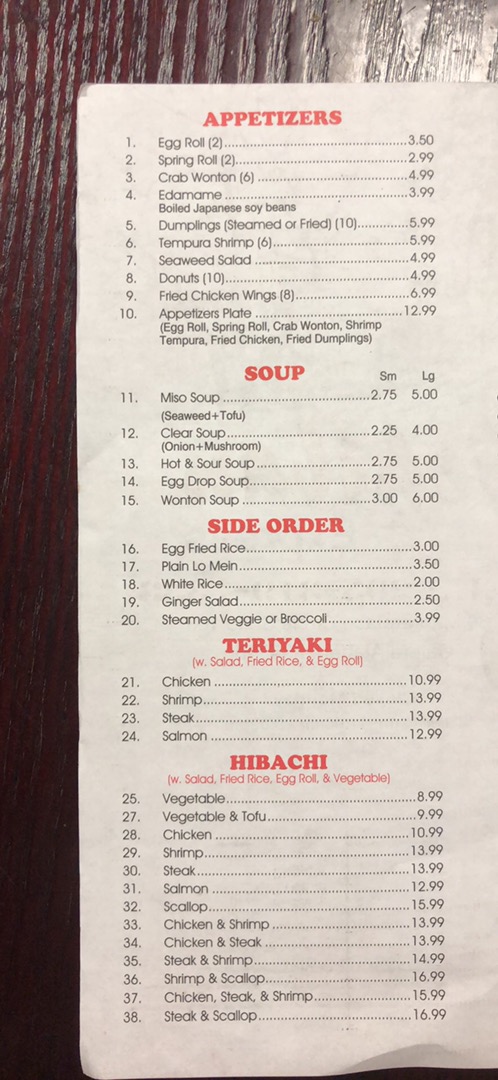 APPETIZERS
1. Egg Roll (2)..........3.50
2. Spring Roll (2)..........2.99
3. Crab Wonton (6)..........4.99
4. Edamame..........3.99
Boiled Japanese soy beans
5. Dumplings (Steamed or Fried) (10)..........5.99
6. Tempura Shrimp (6)..........5.99
7. Seaweed Salad..........4.99
8. Donuts (10)..........4.99
9. Fried Chicken Wings (8)..........6.99
10. Appetizers Plate..........12.99
(Egg Roll, Spring Roll, Crab Wonton, Shrimp
Tempura, Fried Chicken, Fried Dumplings)
SOUP Sm Lg
11. Miso Soup..........2.75 5.00
(Seaweed+Tofu)
12. Clear Soup..........2.25 4.00
(Onion+Mushroom)
13. Hot & Sour Soup..........2.75 5.00
14. Egg Drop Soup..........2.75 5.00
15. Wonton Soup..........3.00 6.00
SIDE ORDER
16. Egg Fried Rice..........3.00
17. Plain Lo Mein..........3.50
18. White Rice..........2.00
19. Ginger Salad..........2.50
20. Steamed Veggie or Broccoli..........3.99
TERIYAKI
(w. Salad, Fried Rice, & Egg Roll)
21. Chicken..........10.99
22. Shrimp..........13.99
23. Steak..........13.99
24. Salmon..........12.99
HIBACHI
(w. Salad, Fried Rice, Egg Roll, & Vegetable)
25. Vegetable..........8.99
27. Vegetable & Tofu..........9.99
28. Chicken..........10.99
29. Shrimp..........13.99
30. Steak..........13.99
31. Salmon..........12.99
32. Scallop..........15.99
33. Chicken & Shrimp..........13.99
34. Chicken & Steak..........13.99
35. Steak & Shrimp..........14.99
36. Shrimp & Scallop..........16.99
37. Chicken, Steak, & Shrimp..........15.99
38. Steak & Scallop..........16.99